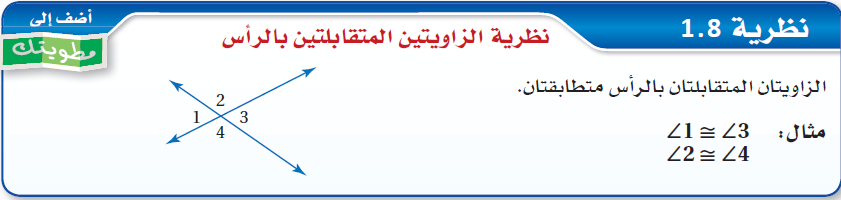 نظرية 1.8
نظرية الزاويتين المتقابلتين بالرأس
أضف إلى
مطويتك
الزاويتان المتقابلتان بالرأس متطابقتان.
مثال: ∠1 ≅ ∠3
∠2 ≅ ∠4
2
1 3
4